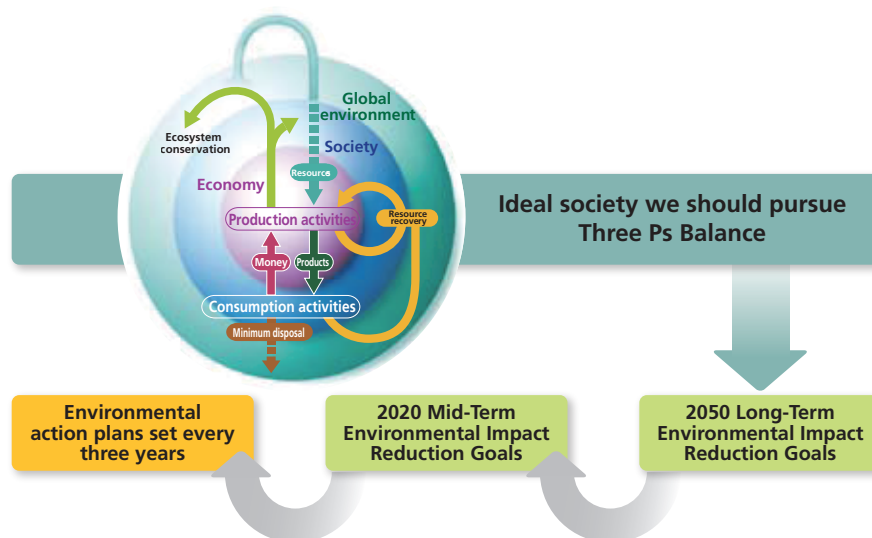 Global
environment
Ecosystem
conservation
Society
Resources
Economy
Production activities
Resource
recovery
Money
Products
Consumption activities
Minimum disposal
Ideal society we should pursue
Three Ps Balance
Environmental
action plans set every
three years
2020 Mid-Term
Environmental Impact
Reduction Goals
2050 Long-Term
Environmental Impact
Reduction Goals